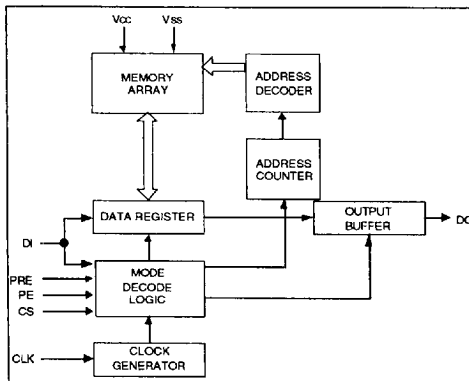 Vcc
Vss
MEMORY
ARRAY
ADDRESS
DECODER
ADDRESS
COUNTER
DATA REGISTER
OUTPUT
BUFFER
DO
DI
MODE
DECODE
LOGIC
PRE
PE
CS
CLK
CLOCK
GENERATOR